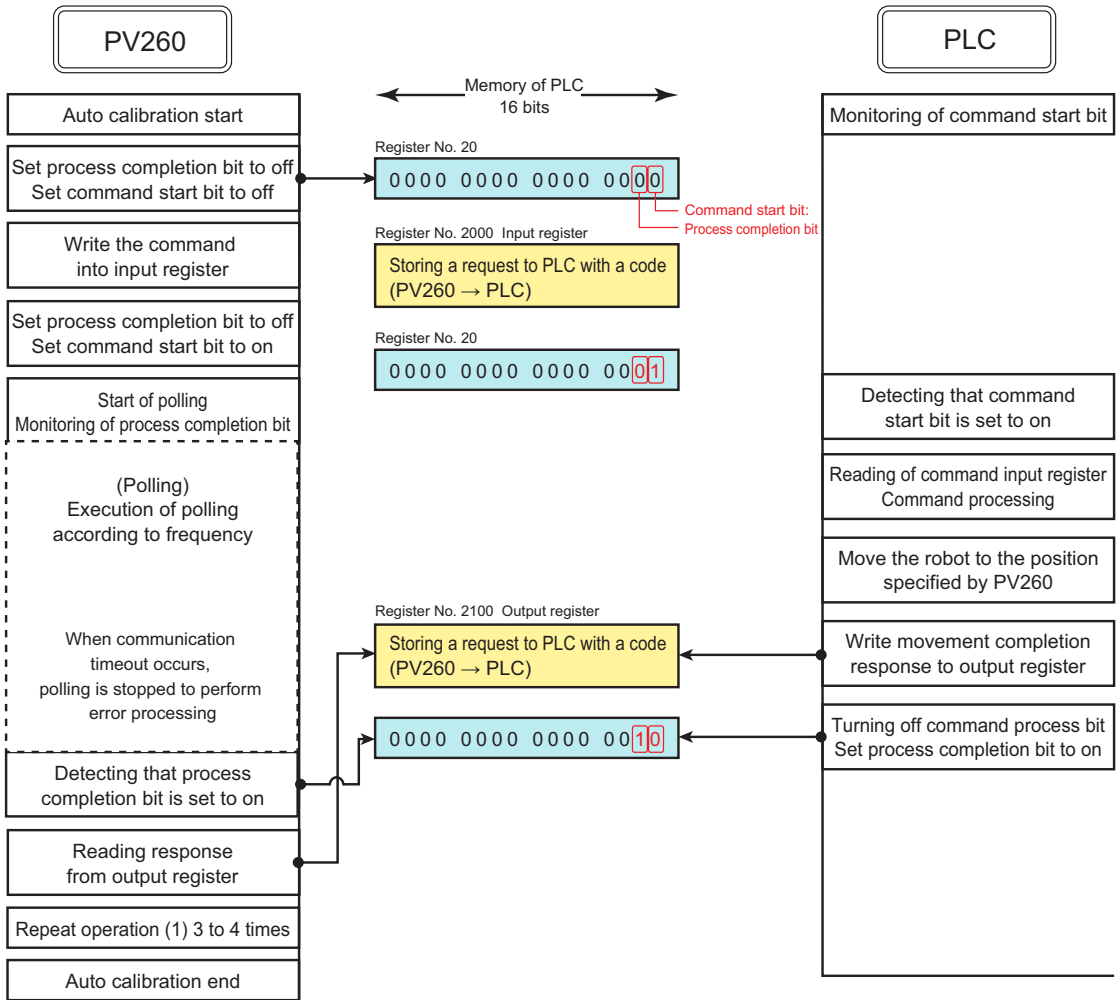 PV260
PLC
Memory of PLC
16 bits
Auto calibration start
Monitoring of command start bit
Register No. 20
Set process completion bit to off
Set command start bit to off
0000 0000 0000 0000
Command start bit:
Process completion bit
Write the command
into input register
Register No. 2000 Input register
Storing a request to PLC with a code
(PV260 → PLC)
Set process completion bit to off
Set command start bit to on
Register No. 20
0000 0000 0000 0001
Start of polling
Monitoring of process completion bit
Detecting that command
start bit is set to on
(Polling)
Execution of polling
according to frequency
Reading of command input register
Command processing
Move the robot to the position
specified by PV260
When communication
timeout occurs,
polling is stopped to perform
error processing
Register No. 2100 Output register
Storing a request to PLC with a code
(PV260 → PLC)
Write movement completion
response to output register
0000 0000 0000 0010
Turning off command process bit
Set process completion bit to on
Detecting that process
completion bit is set to on
Reading response
from output register
Repeat operation (1) 3 to 4 times
Auto calibration end